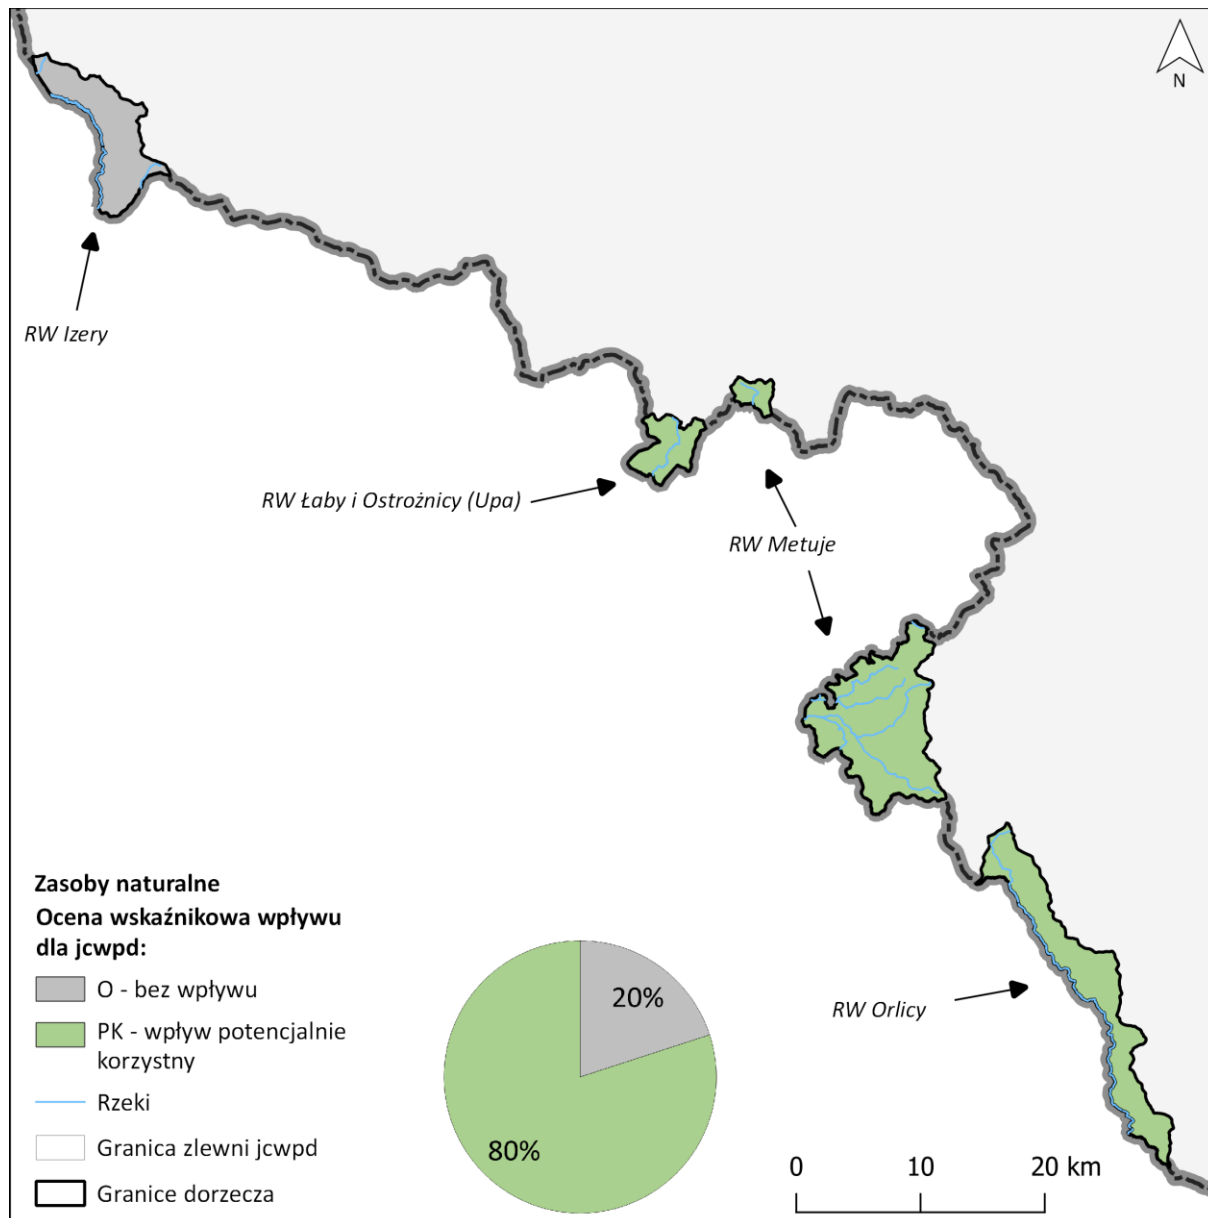 N
RW Izery
RW Łaby i Ostrożnicy (Upa)
RW Metuje
RW Orlicy
Zasoby naturalne
Ocena wskaźnikowa wpływu
dla jcwpd:
O - bez wpływu
PK - wpływ potencjalnie
korzystny
Rzeki
Granica zlewni jcwpd
Granice dorzecza
20%
80%
0 10 20 km